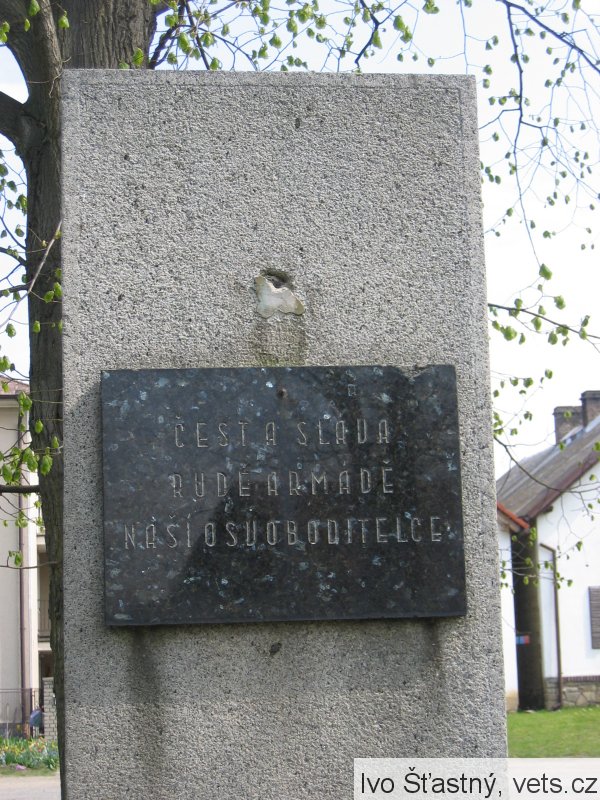 ČEST A SLÁVA
RUDÉ ARMÁDĚ
NAŠÍ OSVOBODITELCE
Ivo Šťastný, vets.cz